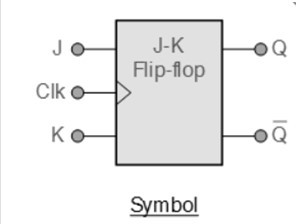 J
J-K
Q
Flip-flop
Clk
K
Q̅
Symbol